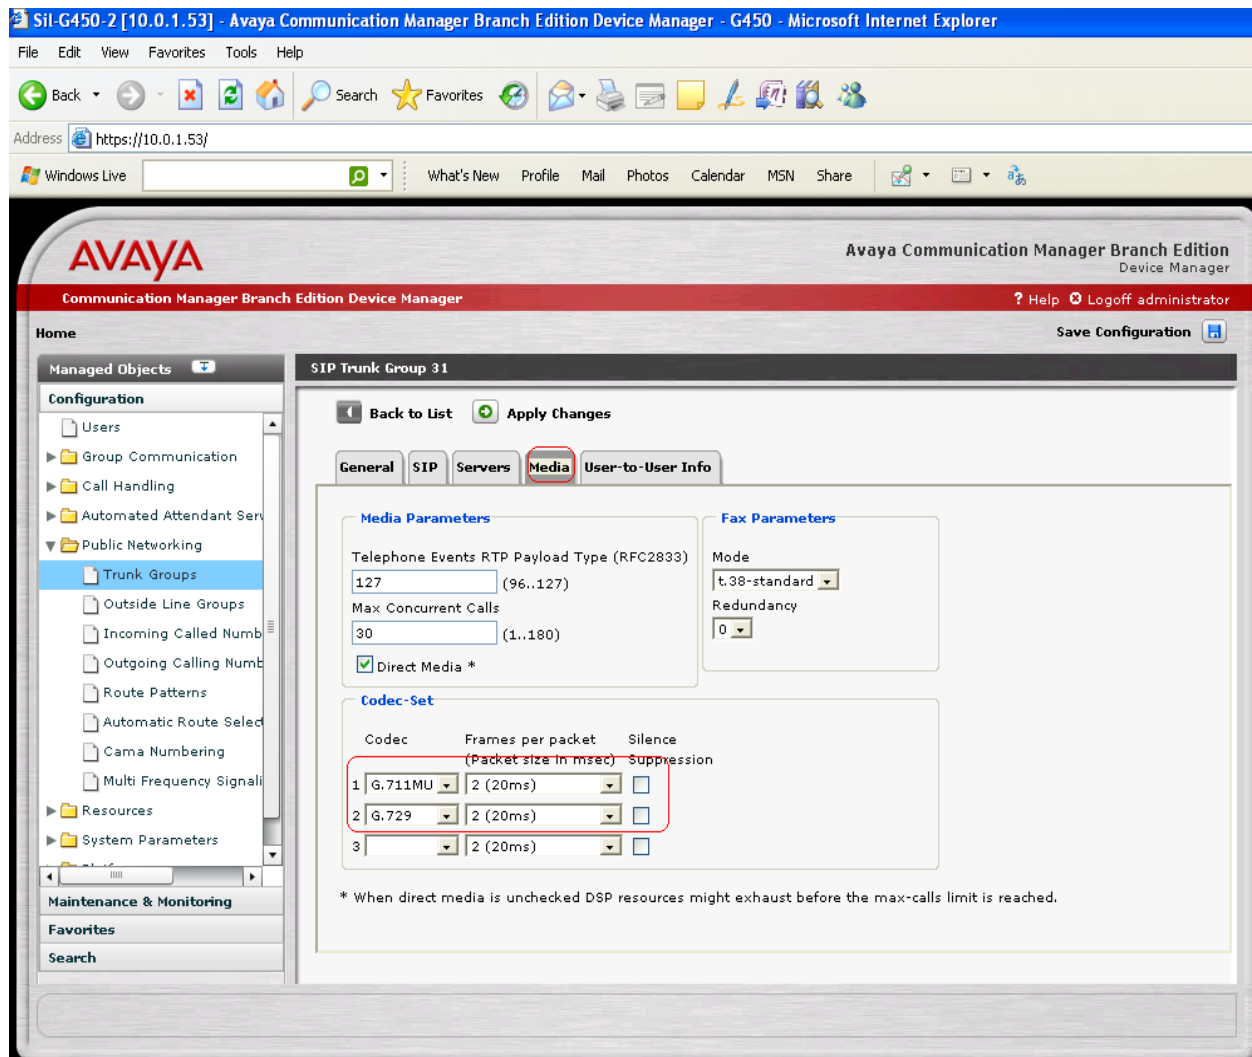 Sil-G450-2 [10.0.1.53] - Avaya Communication Manager Branch Edition Device Manager - G450 - Microsoft Internet Explorer
File Edit View Favorites Tools Help
Back Search Favorites
Address https://10.0.1.53/
Windows Live What's New Profile Mail Photos Calendar MSN Share
AVAYA
Avaya Communication Manager Branch Edition
Device Manager
Communication Manager Branch Edition Device Manager ? Help Logoff administrator
Home Save Configuration
Managed Objects
Configuration
Users
Group Communication
Call Handling
Automated Attendant Serv
Public Networking
Trunk Groups
Outside Line Groups
Incoming Called Numb
Outgoing Calling Numb
Route Patterns
Automatic Route Select
Cama Numbering
Multi Frequency Signali
Resources
System Parameters
Maintenance & Monitoring
Favorites
Search
SIP Trunk Group 31
Back to List Apply Changes
General SIP Servers Media User-to-User Info
Media Parameters
Telephone Events RTP Payload Type (RFC2833)
127 (96..127)
Max Concurrent Calls
30 (1..180)
Direct Media *
Fax Parameters
Mode
t.38-standard
Redundancy
0
Codec-Set
Codec Frames per packet Silence
(Packet size in msec) Suppression
1 G.711MU 2 (20ms)
2 G.729 2 (20ms)
3 2 (20ms)
* When direct media is unchecked DSP resources might exhaust before the max-calls limit is reached.